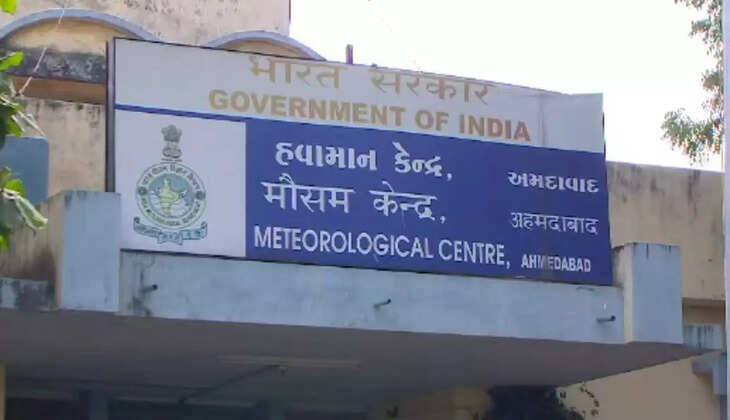 भारत सरकार
GOVERNMENT OF INDIA
હવામાન કેન્દ્ર, અમદાવાદ
मौसम केन्द्र, अहमदाबाद
METEOROLOGICAL CENTRE, AHMEDABAD